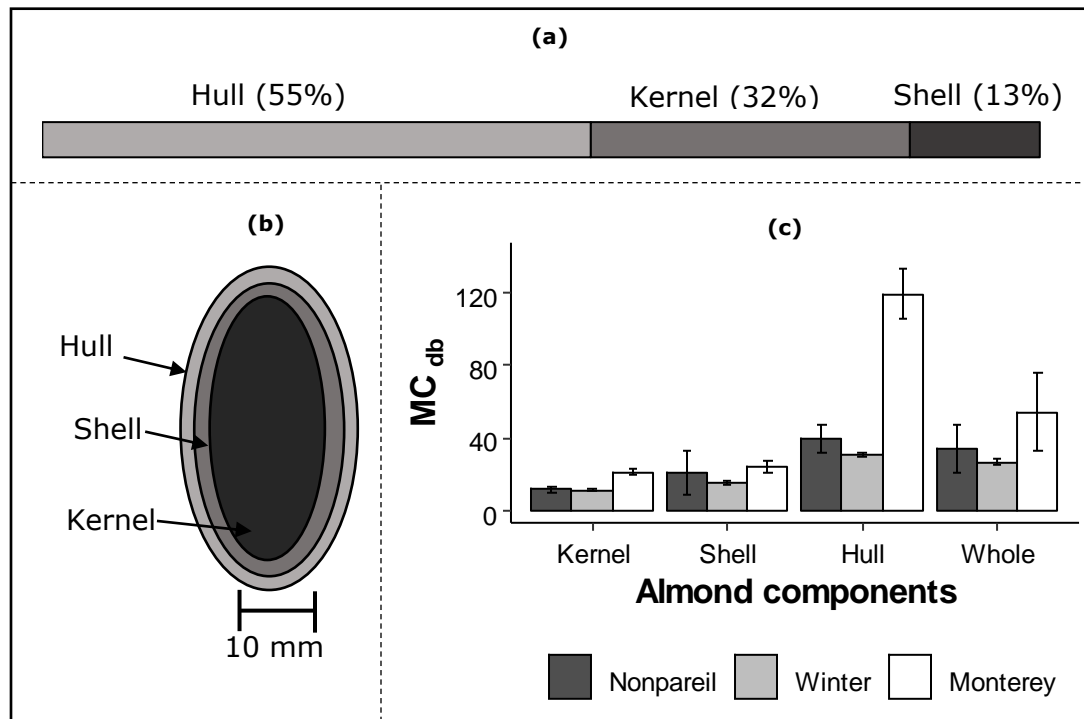 (a)
Hull (55%)
Kernel (32%)
Shell (13%)
(b)
Hull
Shell
Kernel
10 mm
(c)
MC db
120
80
40
0
Kernel Shell Hull Whole
Almond components
Nonpareil Winter Monterey